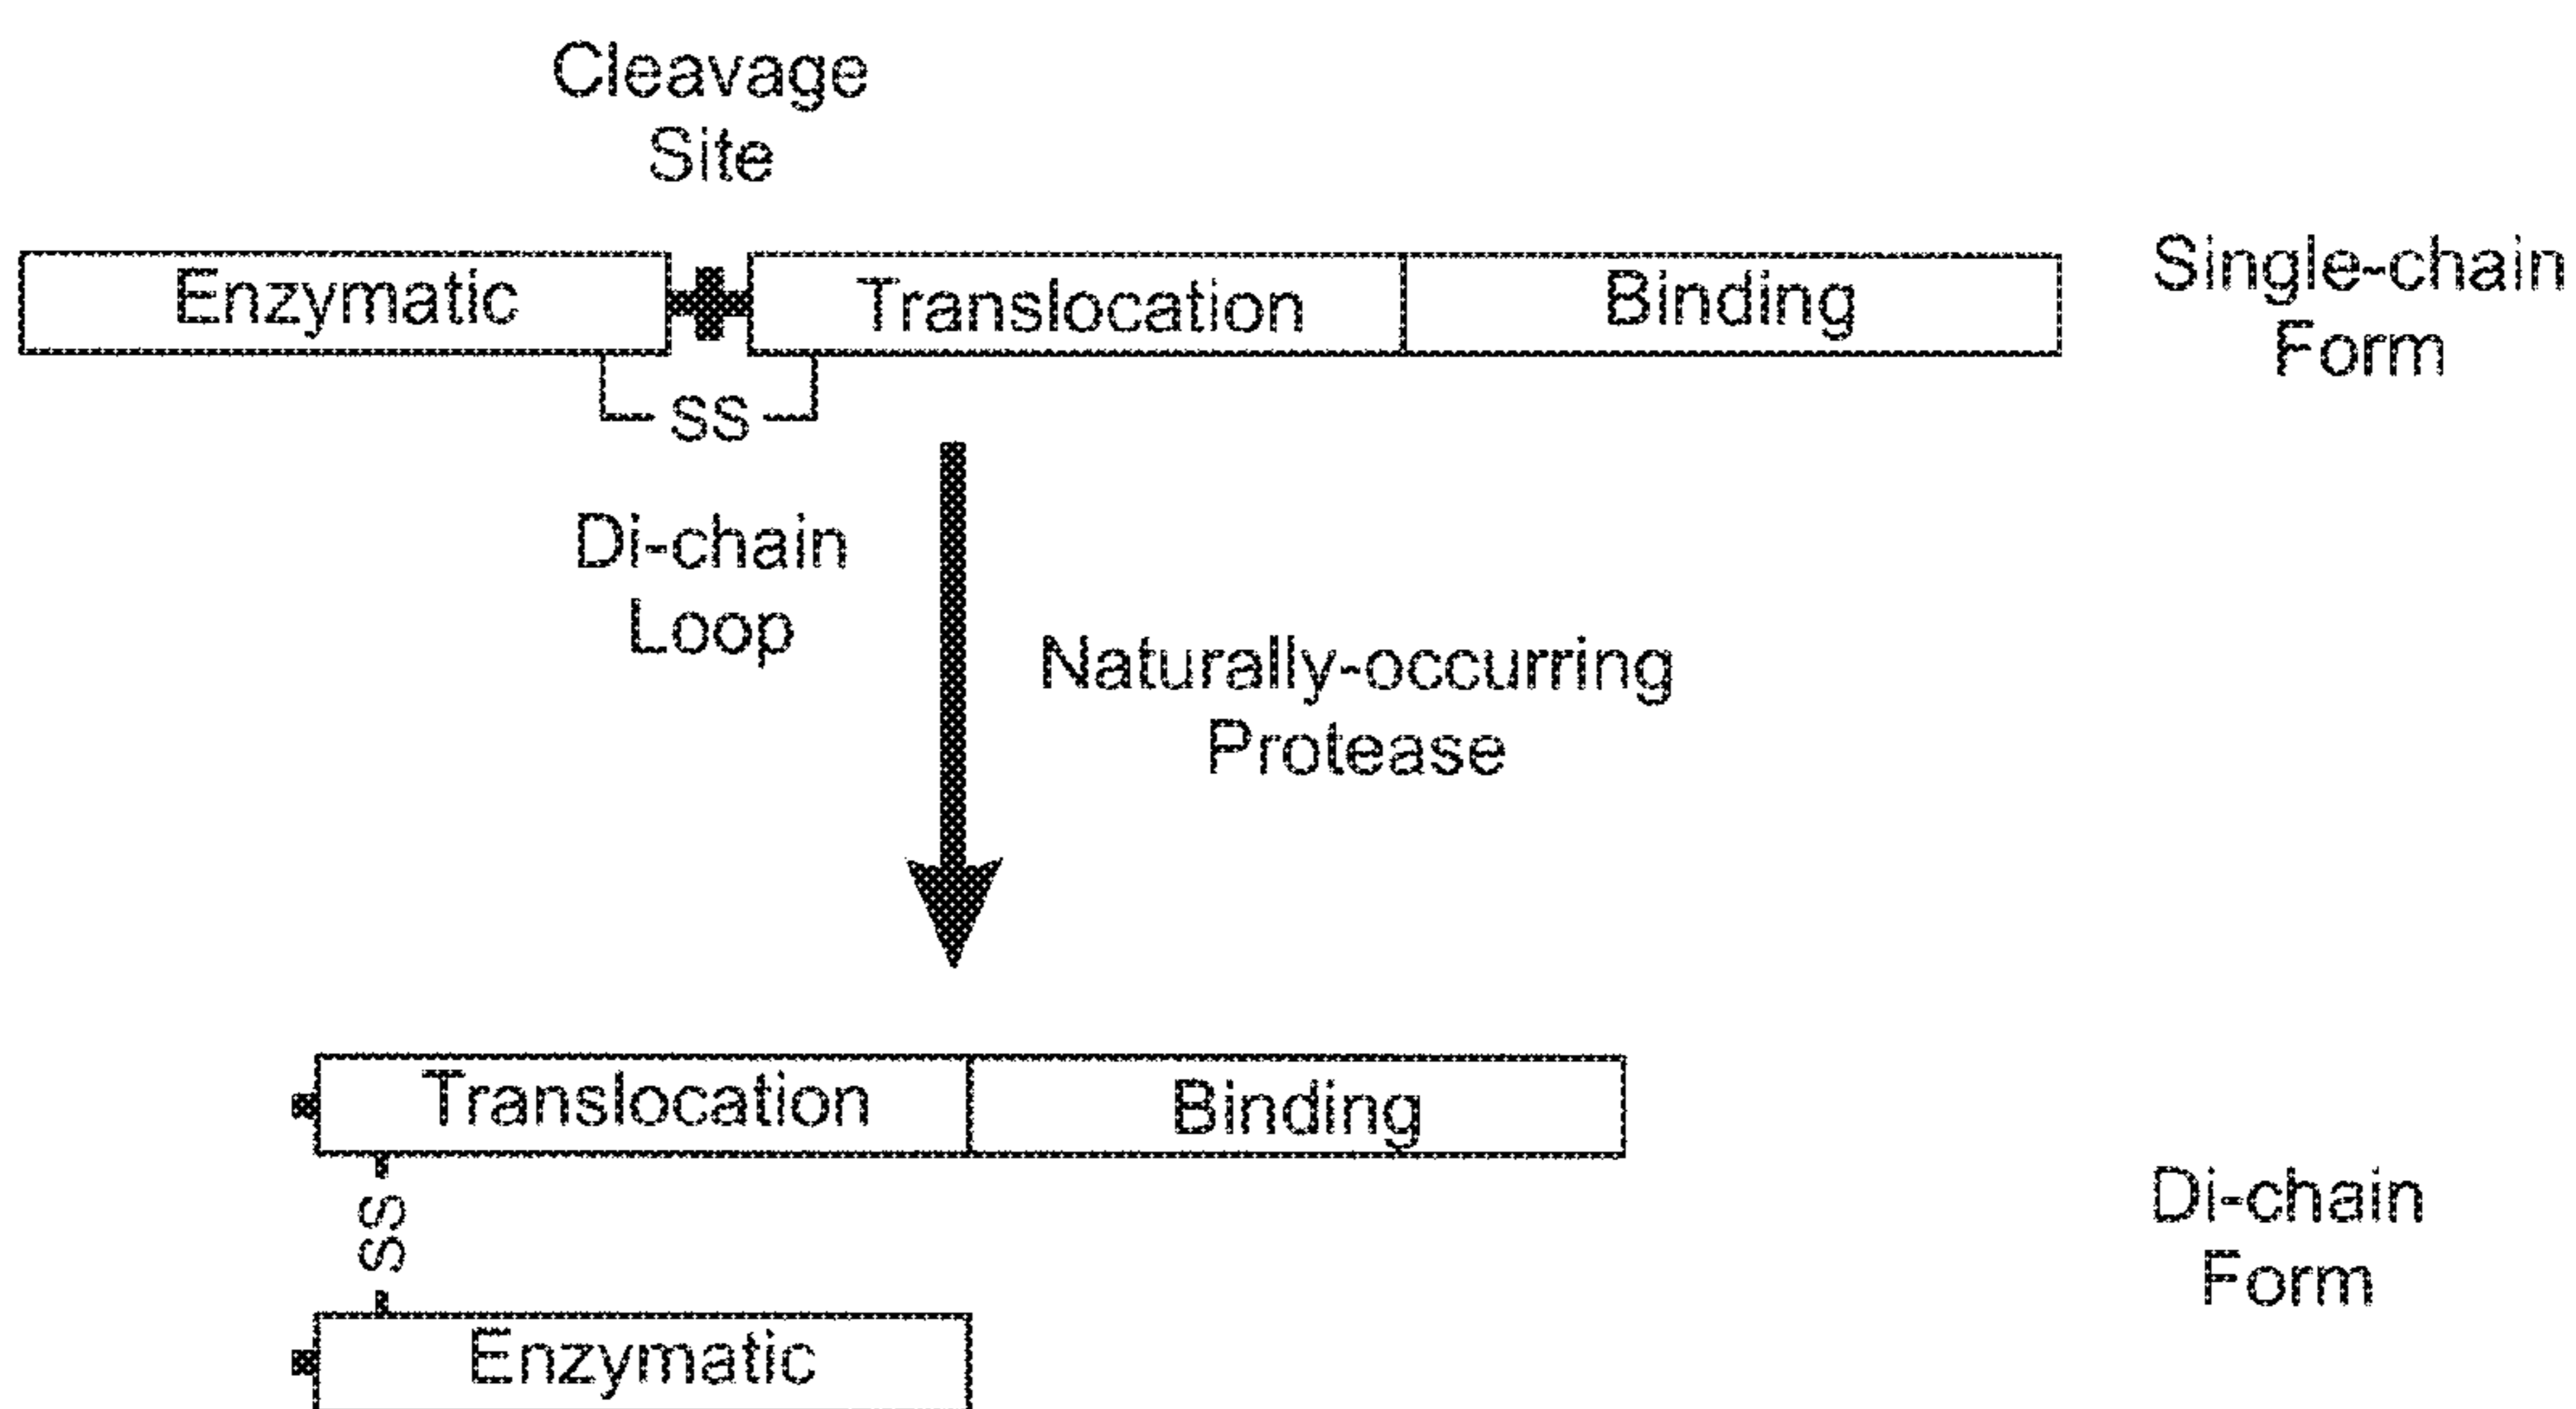 Cleavage
Site
Enzymatic
Translocation
Binding
Single-chain
Form
SS
Di-chain
Loop
Naturally-occurring
Protease
Translocation
Binding
SS
Di-chain
Form
Enzymatic